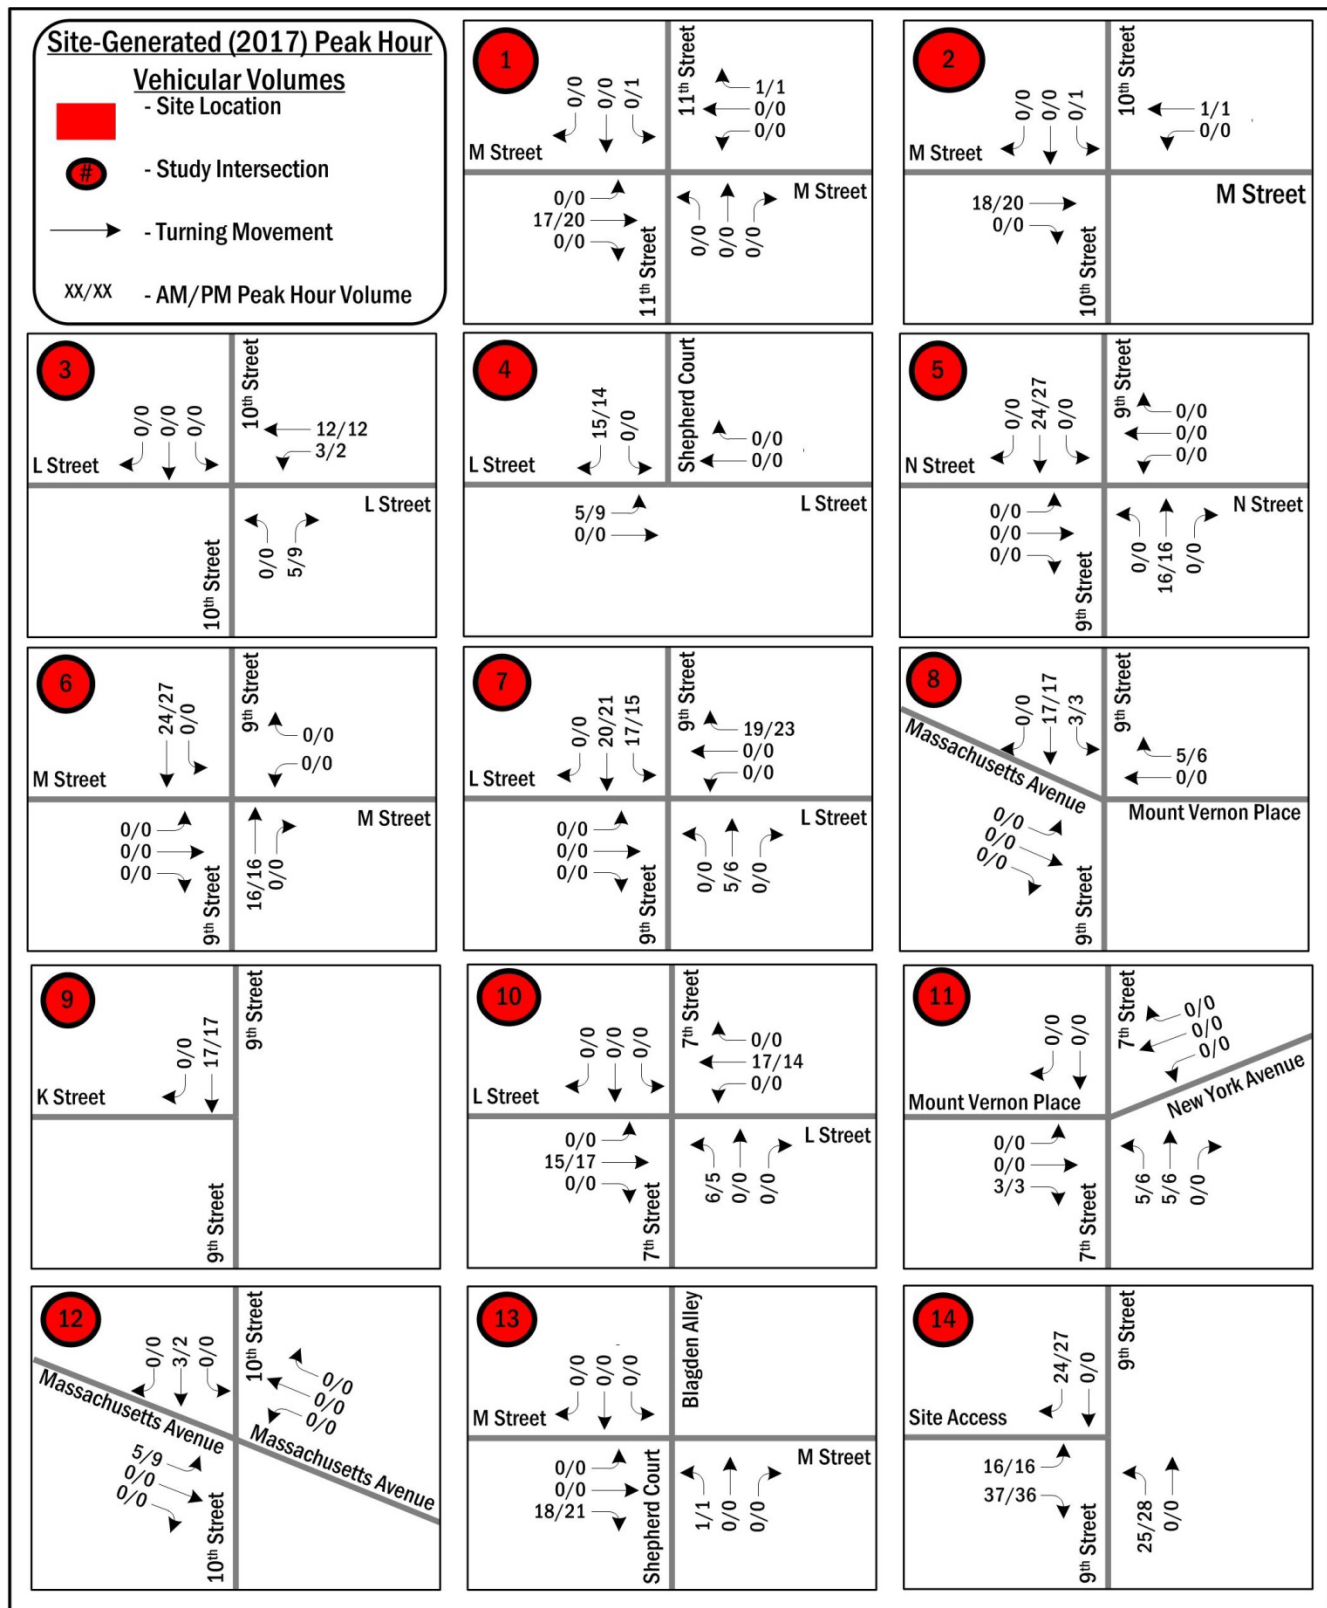 Site-Generated (2017) Peak Hour
Vehicular Volumes
- Site Location
#
- Study Intersection
- Turning Movement
XX/XX
- AM/PM Peak Hour Volume
1
0/0
0/0
0/1
11th Street
1/1
0/0
0/0
M Street
0/0
17/20
0/0
11th Street
0/0
0/0
0/0
M Street
2
0/0
0/0
0/1
10th Street
1/1
0/0
M Street
18/20
0/0
10th Street
M Street
3
0/0
0/0
0/0
10th Street
12/12
3/2
L Street
10th Street
0/0
5/9
L Street
4
15/14
0/0
Shepherd Court
0/0
0/0
L Street
5/9
0/0
L Street
5
0/0
24/27
0/0
9th Street
0/0
0/0
0/0
N Street
0/0
0/0
0/0
9th Street
0/0
16/16
0/0
N Street
6
24/27
0/0
9th Street
0/0
0/0
M Street
0/0
0/0
0/0
9th Street
16/16
0/0
M Street
7
0/0
20/21
17/15
9th Street
19/23
0/0
0/0
L Street
0/0
0/0
0/0
9th Street
0/0
5/6
0/0
L Street
8
0/0
17/17
3/3
9th Street
5/6
0/0
Massachusetts Avenue
Mount Vernon Place
0/0
0/0
0/0
9th Street
9
0/0
17/17
9th Street
K Street
9th Street
10
0/0
0/0
0/0
7th Street
0/0
17/14
0/0
L Street
0/0
15/17
0/0
7th Street
6/5
0/0
0/0
L Street
11
0/0
0/0
7th Street
0/0
0/0
0/0
Mount Vernon Place
New York Avenue
0/0
0/0
3/3
7th Street
5/6
5/6
0/0
12
0/0
3/2
0/0
10th Street
0/0
0/0
0/0
Massachusetts Avenue
Massachusetts Avenue
5/9
0/0
0/0
10th Street
13
0/0
0/0
0/0
Blagden Alley
M Street
0/0
0/0
18/21
Shepherd Court
1/1
0/0
0/0
M Street
14
24/27
0/0
9th Street
Site Access
16/16
37/36
9th Street
25/28
0/0